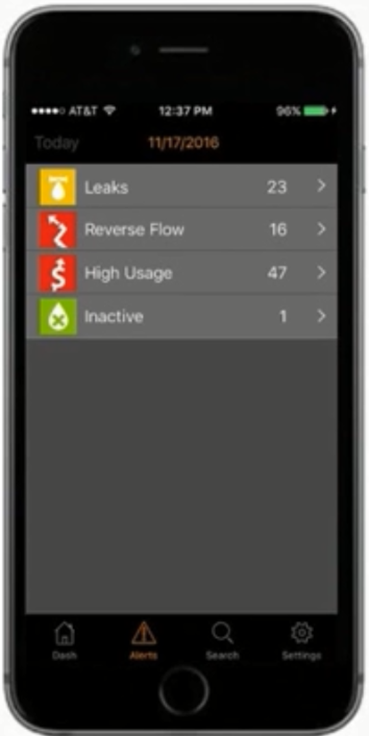 AT&T 12:37 PM 96%
Today 11/17/2016
Leaks 23
Reverse Flow 16
High Usage 47
Inactive 1
Dash Alerts Search Settings